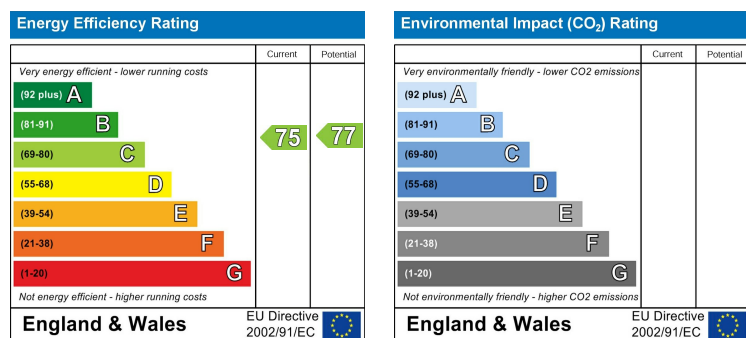 Energy Efficiency Rating
Current Potential
Very energy efficient - lower running costs
(92 plus) A
(81-91) B
(69-80) C
75 77
(55-68) D
(39-54) E
(21-38) F
(1-20) G
Not energy efficient - higher running costs
England & Wales
EU Directive
2002/91/EC
Environmental Impact (CO₂) Rating
Current Potential
Very environmentally friendly - lower CO2 emissions
(92 plus) A
(81-91) B
(69-80) C
(55-68) D
(39-54) E
(21-38) F
(1-20) G
Not environmentally friendly - higher CO2 emissions
England & Wales
EU Directive
2002/91/EC